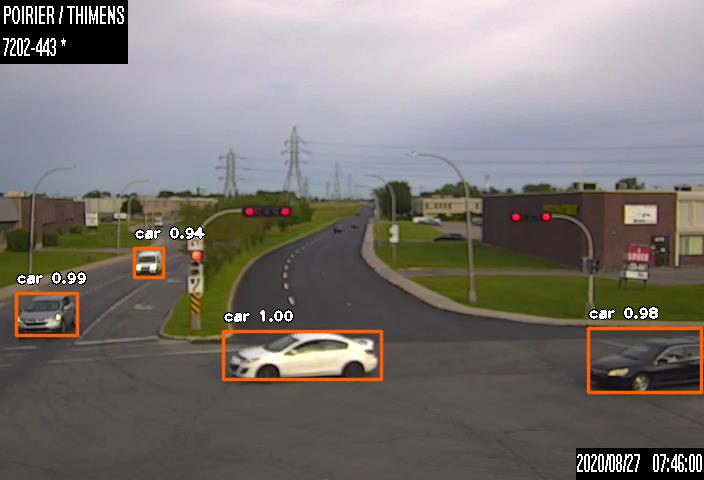 POIRIER / THIMENS
7202-443 *
car 0.94
car 0.99
car 1.00
car 0.98
2020/08/27 07:46:00